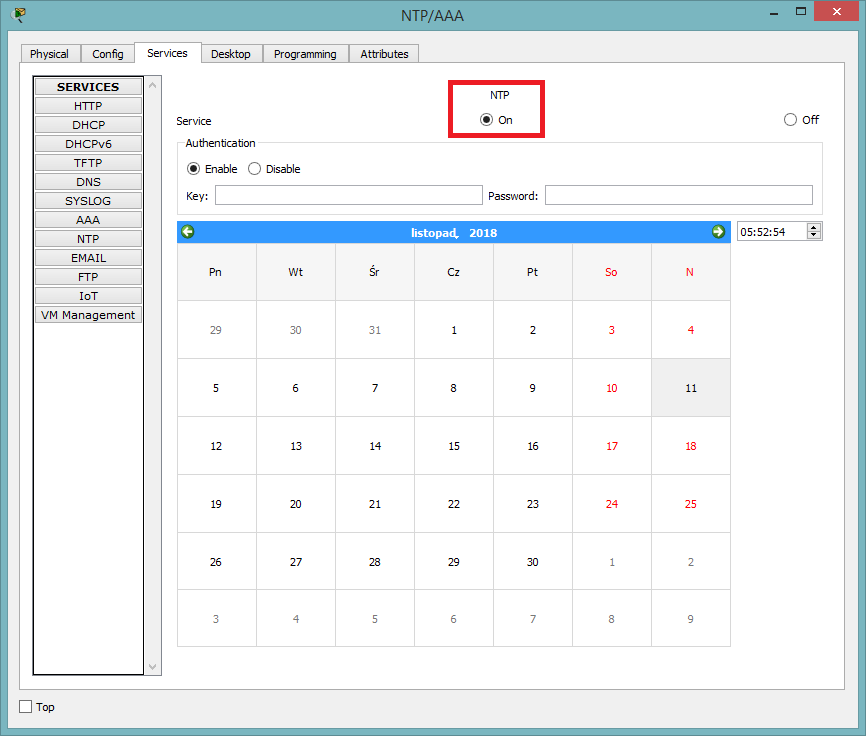 NTP/AAA
Physical Config Services Desktop Programming Attributes
SERVICES
HTTP
DHCP
DHCPv6
TFTP
DNS
SYSLOG
AAA
NTP
EMAIL
FTP
IoT
VM Management
NTP
Service On Off
Authentication
Enable Disable
Key: Password:
listopad, 2018 05:52:54
Pn Wt Śr Cz Pt So N
29 30 31 1 2 3 4
5 6 7 8 9 10 11
12 13 14 15 16 17 18
19 20 21 22 23 24 25
26 27 28 29 30 1 2
3 4 5 6 7 8 9
Top